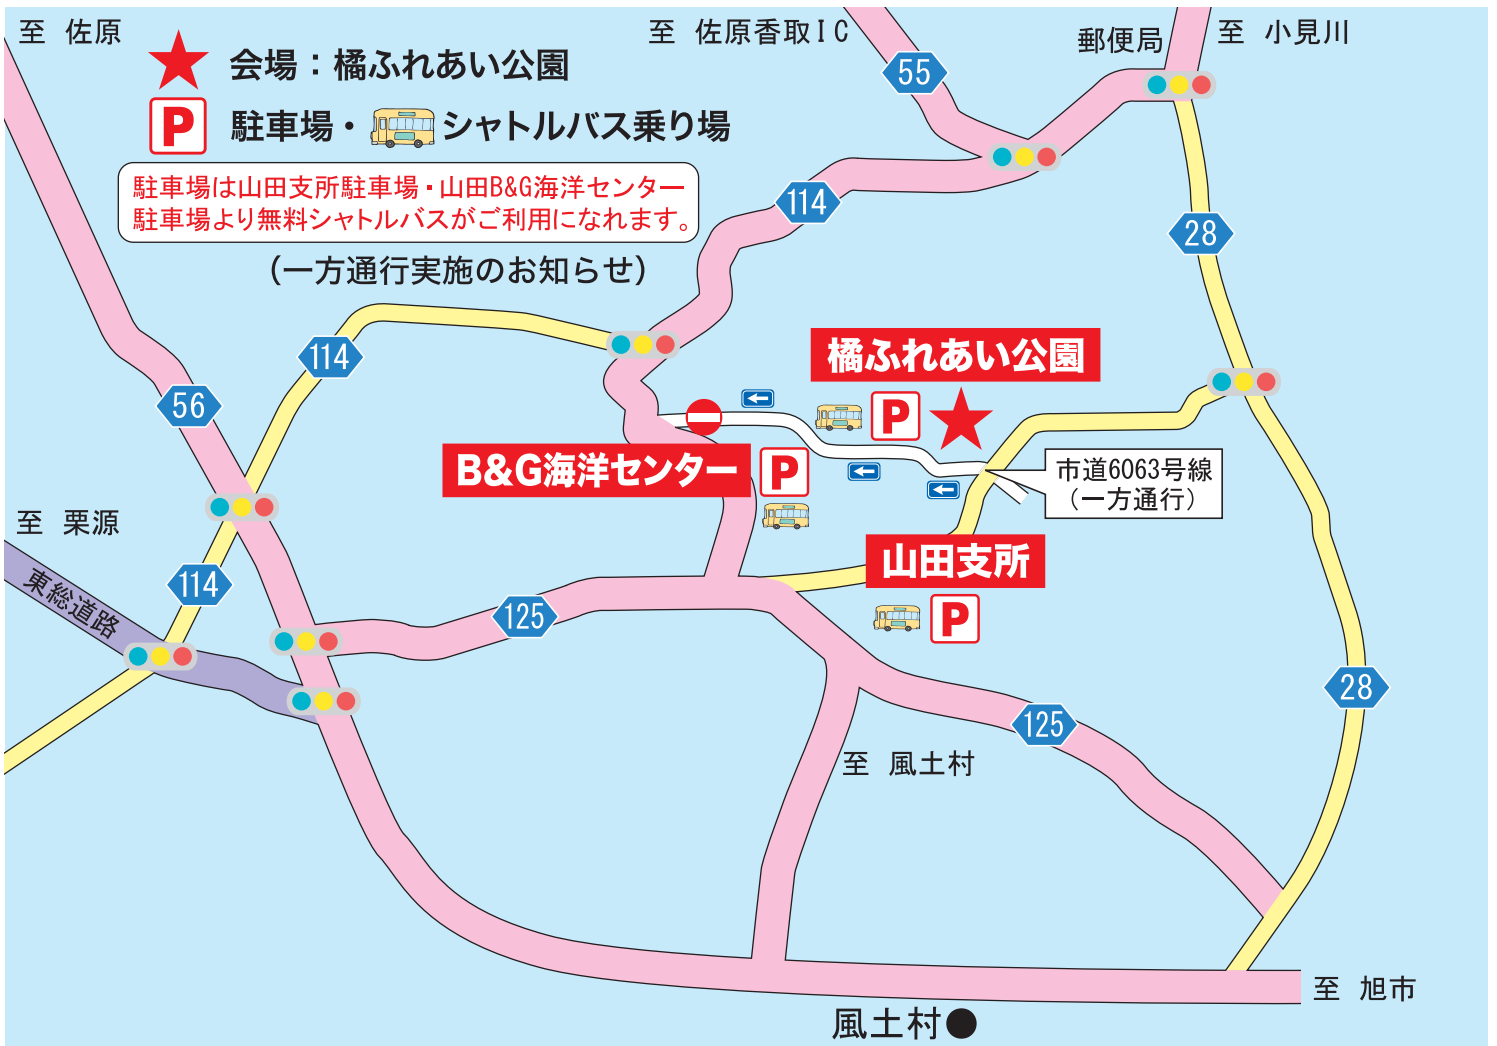 至 佐原
会場：橘ふれあい公園
P
駐車場・シャトルバス乗り場
駐車場は山田支所駐車場・山田B&G海洋センター
駐車場より無料シャトルバスがご利用になれます。
（一方通行実施のお知らせ）
至 佐原香取IC
郵便局
至 小見川
55
114
28
114
56
橘ふれあい公園
P
B&G海洋センター
P
市道6063号線
（一方通行）
至 栗源
東総道路
114
山田支所
P
125
28
125
至 風土村
至 旭市
風土村